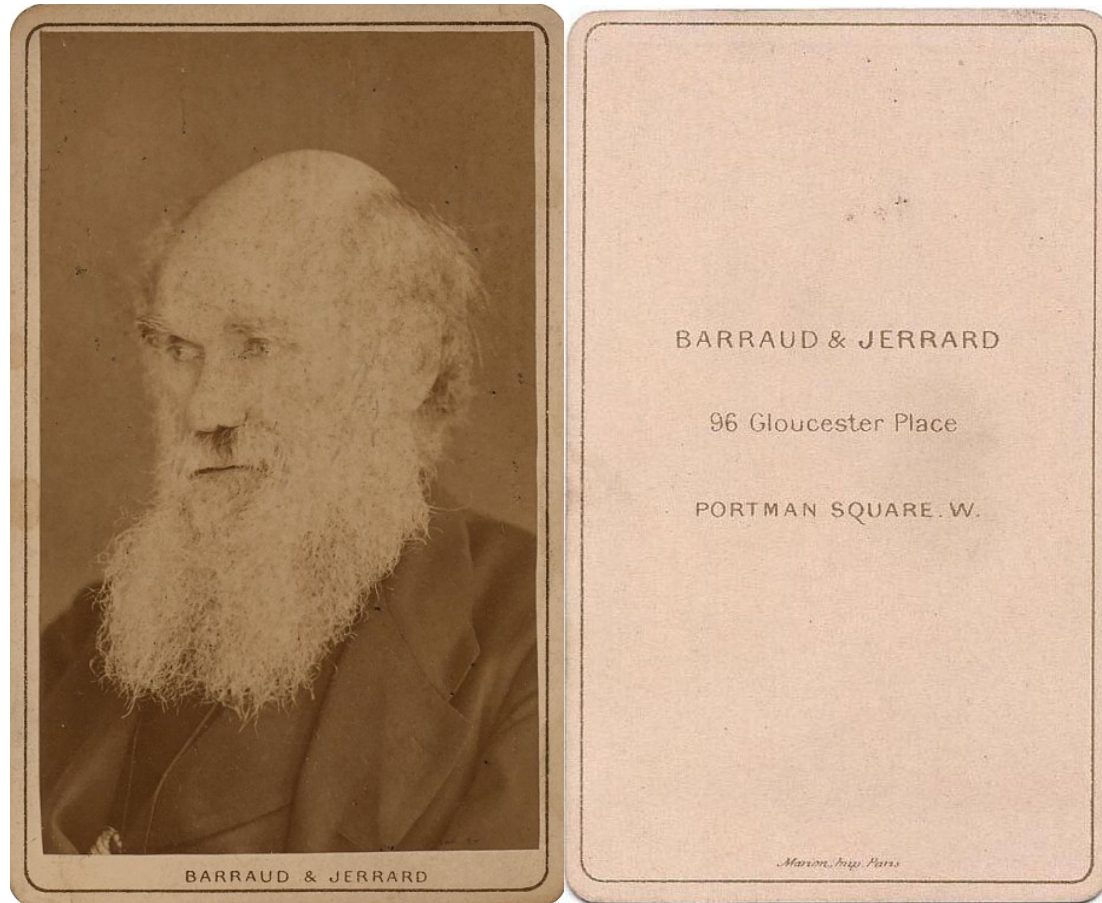 BARRAUD & JERRARD
BARRAUD & JERRARD
96 Gloucester Place
PORTMAN SQUARE. W.
Marion, Imp. Paris